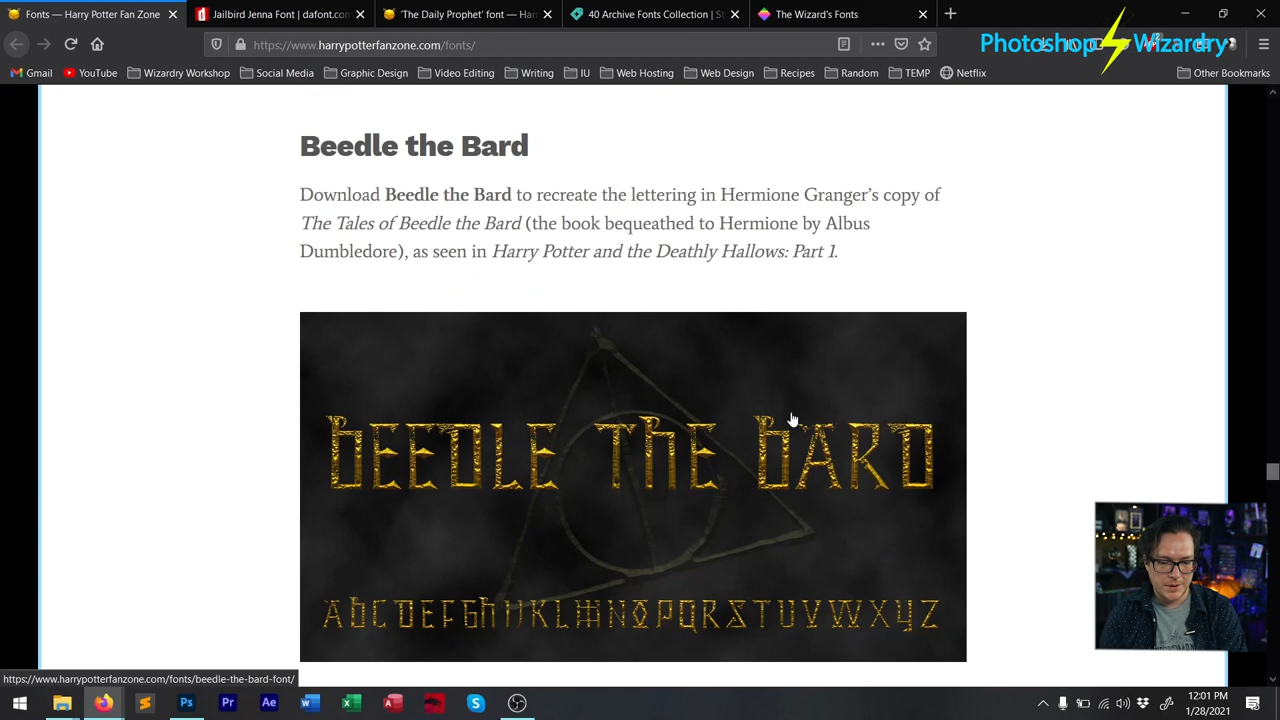 Harry Potter Fan Zone
Jailbird Jenna Font | dafont.con
'The Daily Prophet' font — Har
40 Archive Fonts Collection | St
The Wizard's Fonts
https://www.harrypotterfanzone.com/fonts/
Photoshop Wizardry
Gmail YouTube Wizardry Workshop Social Media Graphic Design Video Editing Writing IU Web Hosting Web Design Recipes Random TEMP Netflix Other Bookmarks
Beedle the Bard
Download Beedle the Bard to recreate the lettering in Hermione Granger's copy of
The Tales of Beedle the Bard (the book bequeathed to Hermione by Albus
Dumbledore), as seen in Harry Potter and the Deathly Hallows: Part 1.
BEEDLE THE BARD
ABCDEFGHIJKLMNOPQRSTUVWXYZ
https://www.harrypotterfanzone.com/fonts/beedle-the-bard-font/
12:01 PM
1/28/2021